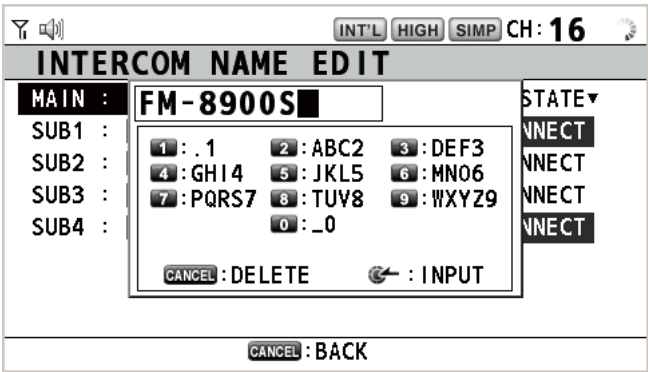 INT'L HIGH SIMP CH: 16
INTERCOM NAME EDIT
MAIN : FM-8900S STATE▼
SUB1 : NNECT
SUB2 : NNECT
SUB3 : NNECT
SUB4 : NNECT
1 : .1 2 : ABC2 3 : DEF3
4 : GHI4 5 : JKL5 6 : MNO6
7 : PQRS7 8 : TUV8 9 : WXYZ9
0 : _0
CANCEL : DELETE : INPUT
CANCEL : BACK